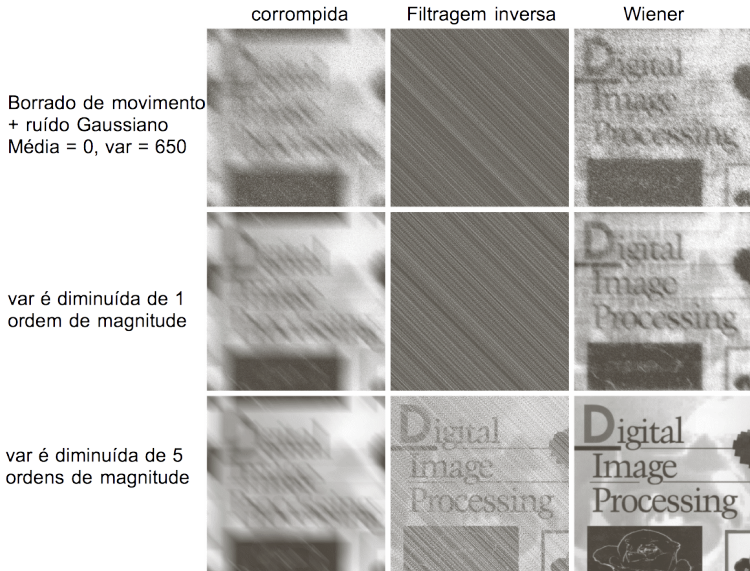 corrompida
Filtragem inversa
Wiener
Borrado de movimento
+ ruído Gaussiano
Média = 0, var = 650
Digital
Image
Processing
var é diminuída de 1
ordem de magnitude
Digital
Image
Processing
var é diminuída de 5
ordens de magnitude
Digital
Image
Processing
Digital
Image
Processing